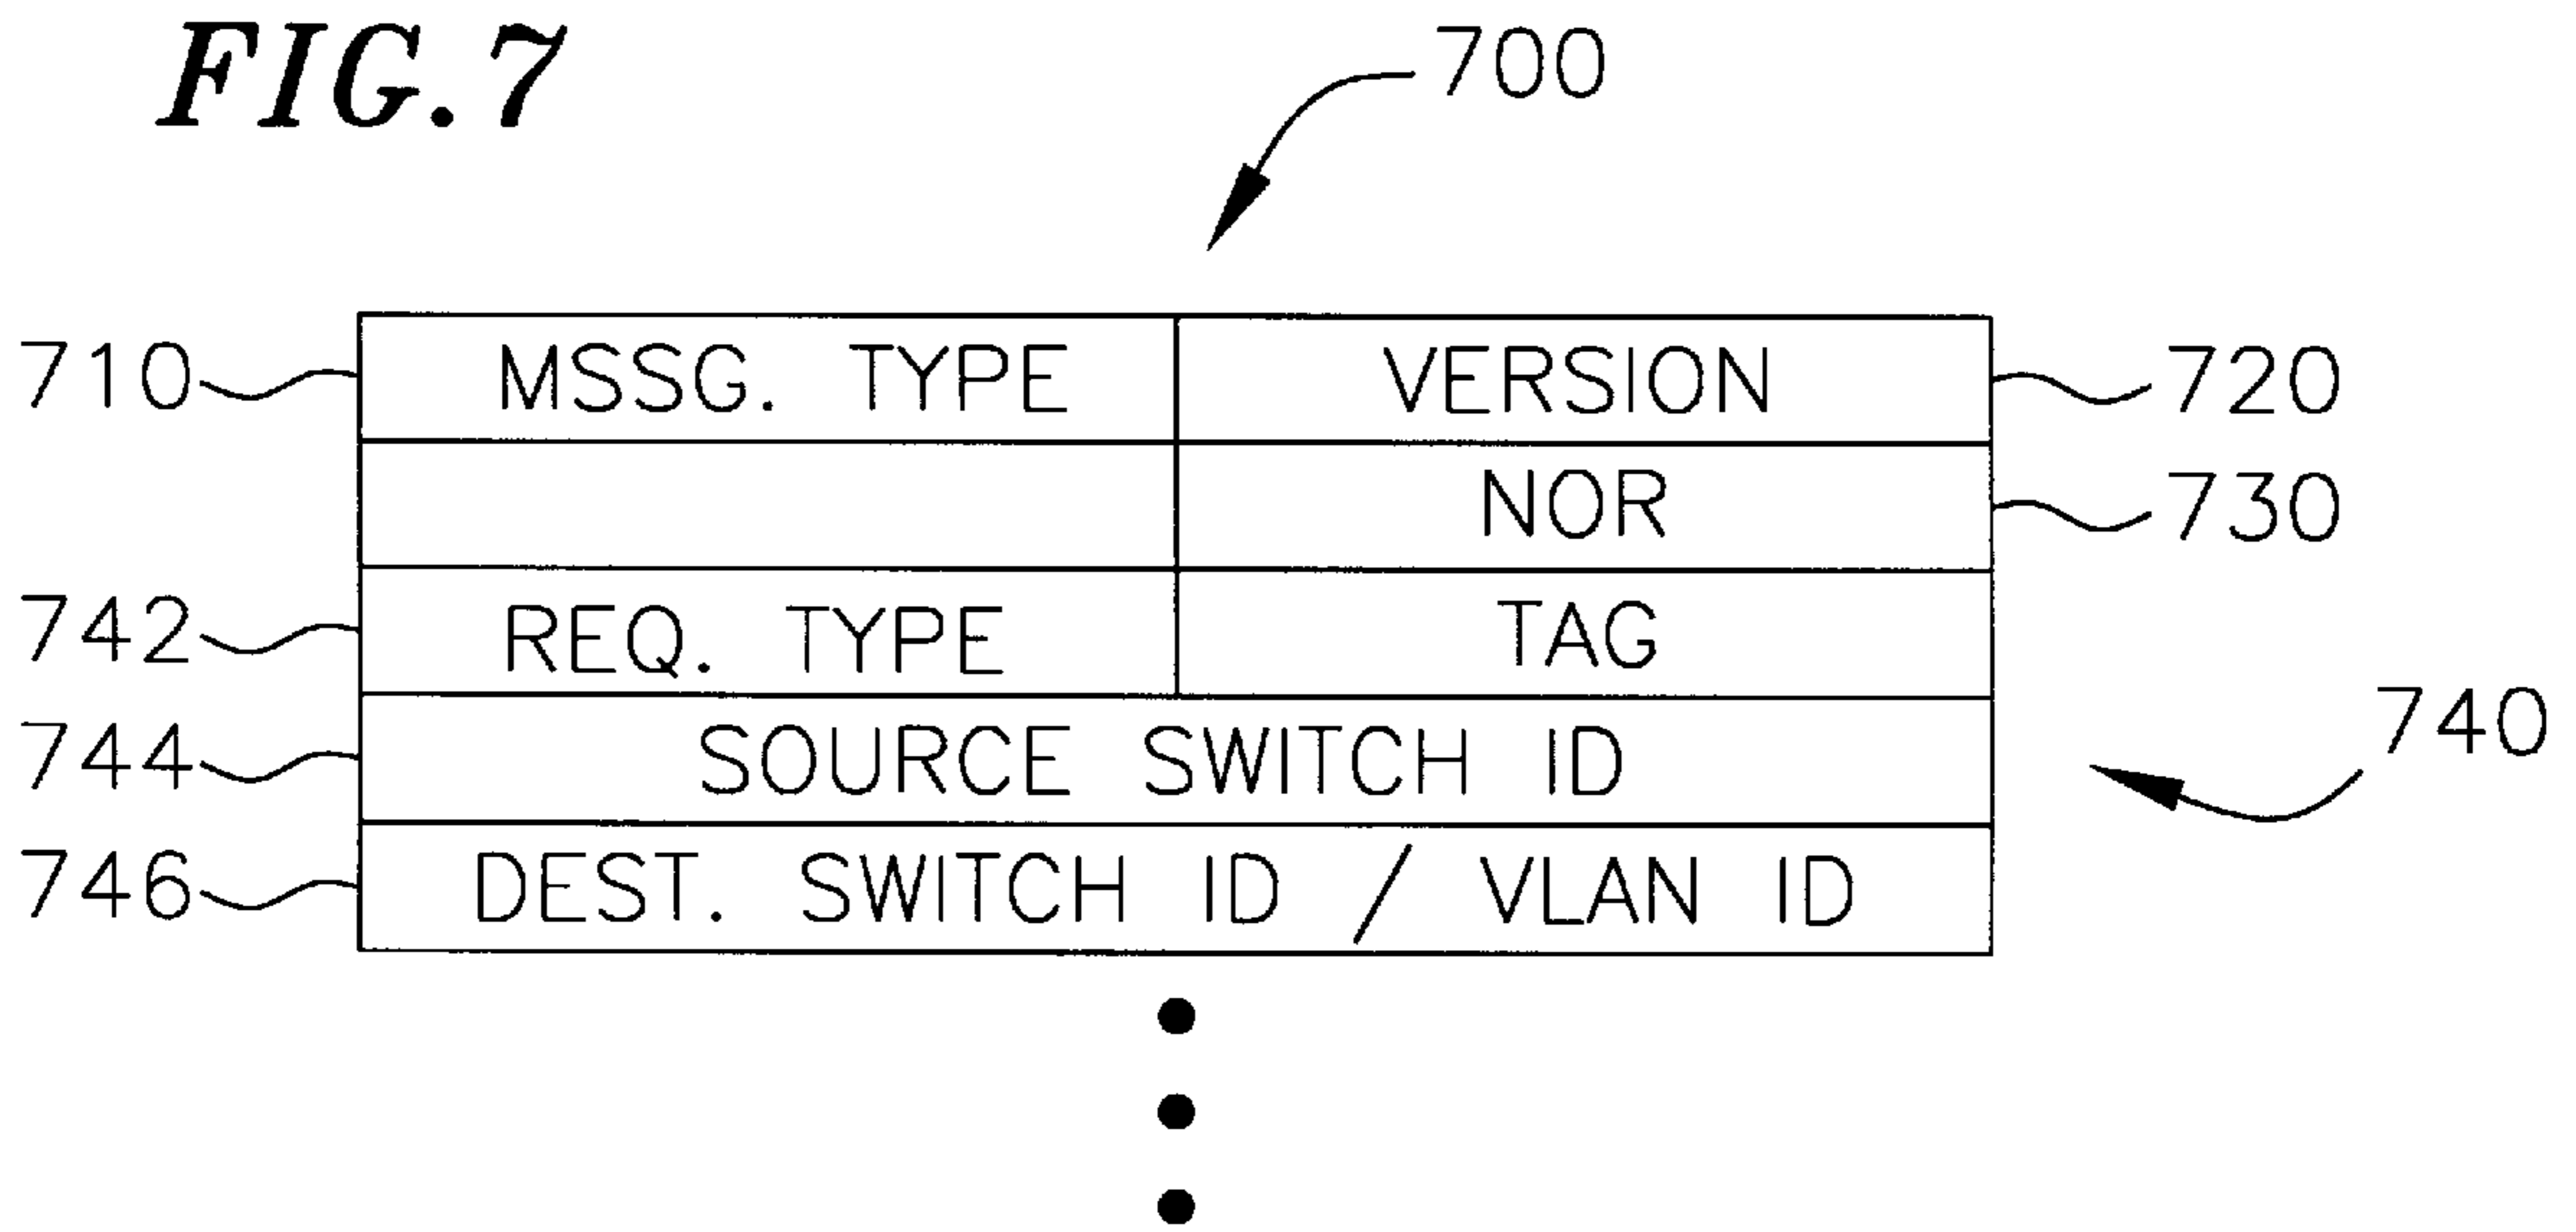 FIG.7
700
710 MSSG. TYPE VERSION 720
NOR 730
742 REQ. TYPE TAG
744 SOURCE SWITCH ID 740
746 DEST. SWITCH ID / VLAN ID